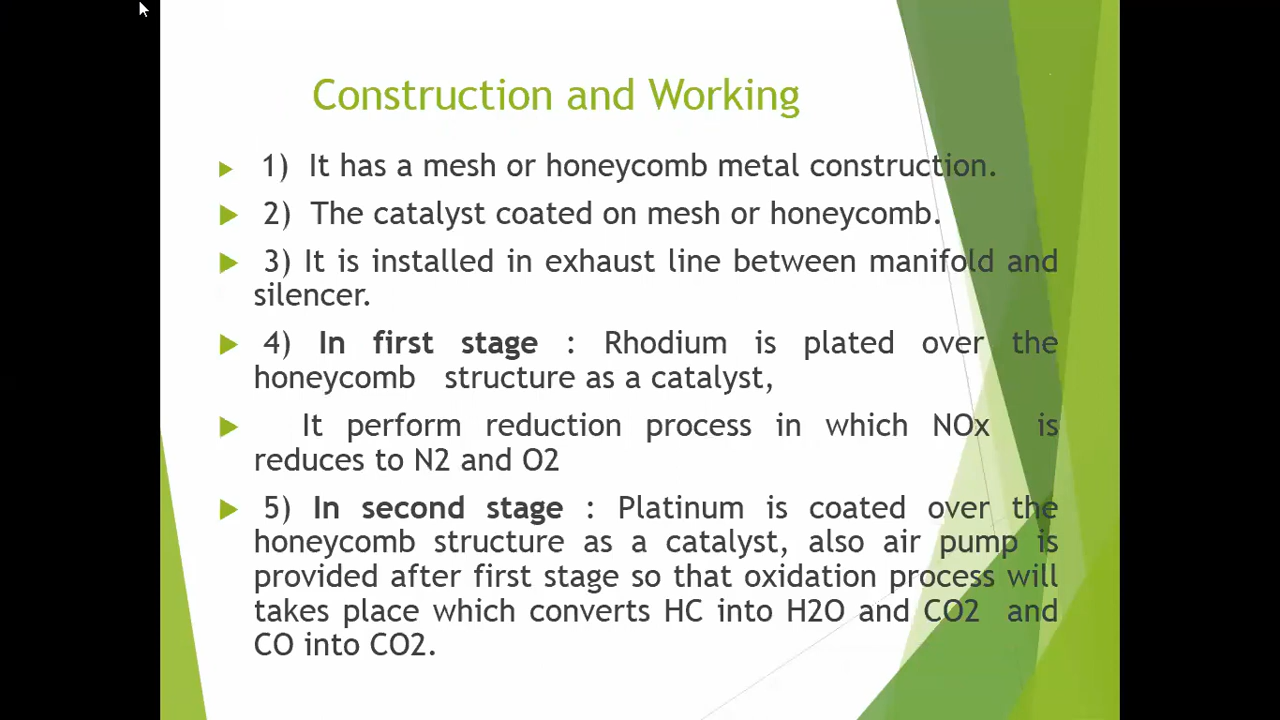 Construction and Working
1) It has a mesh or honeycomb metal construction.
2) The catalyst coated on mesh or honeycomb.
3) It is installed in exhaust line between manifold and
silencer.
4) In first stage : Rhodium is plated over the
honeycomb structure as a catalyst,
It perform reduction process in which NOx is
reduces to N2 and O2
5) In second stage : Platinum is coated over the
honeycomb structure as a catalyst, also air pump is
provided after first stage so that oxidation process will
takes place which converts HC into H2O and CO2 and
CO into CO2.